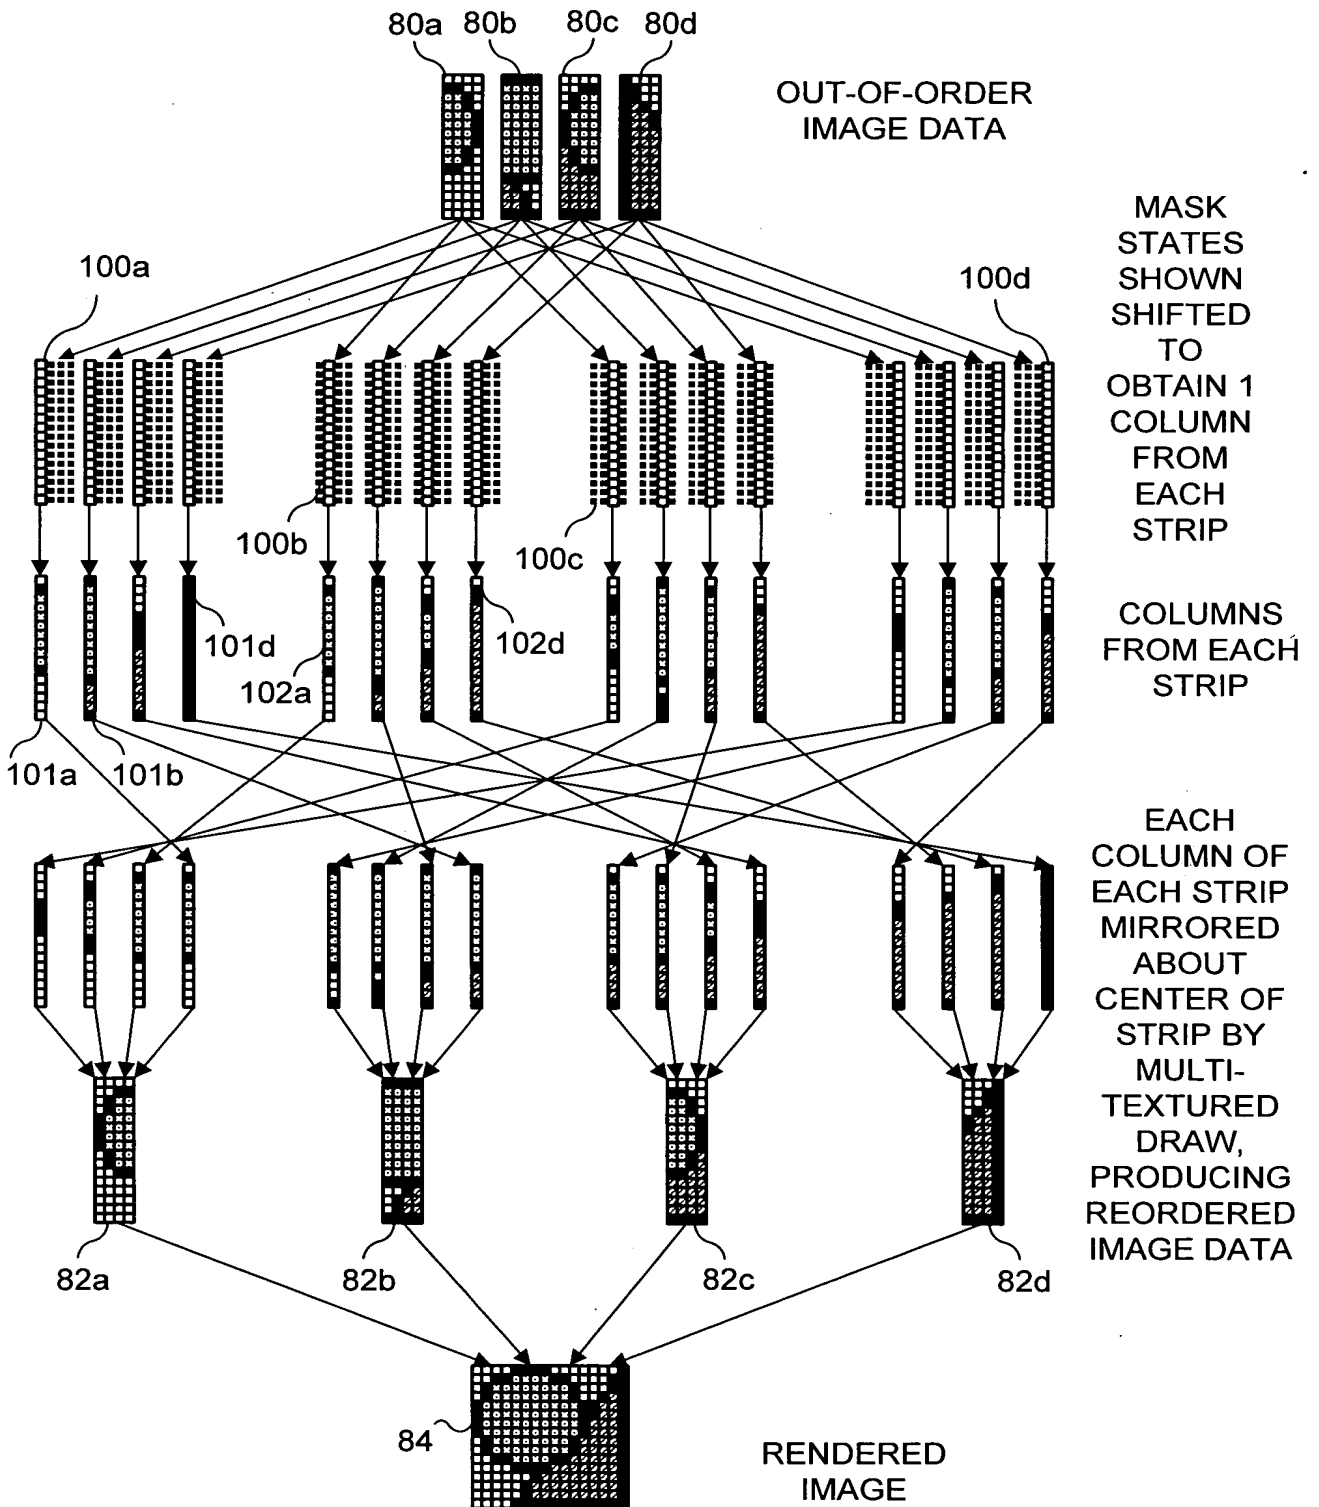 80a
80b
80c
80d
OUT-OF-ORDER
IMAGE DATA
MASK
STATES
SHOWN
SHIFTED
TO
OBTAIN 1
COLUMN
FROM
EACH
STRIP
100a
100d
100b
100c
101d
102a
102d
COLUMNS
FROM EACH
STRIP
101a
101b
EACH
COLUMN OF
EACH STRIP
MIRRORED
ABOUT
CENTER OF
STRIP BY
MULTI-
TEXTURED
DRAW,
PRODUCING
REORDERED
IMAGE DATA
82a
82b
82c
82d
84
RENDERED
IMAGE